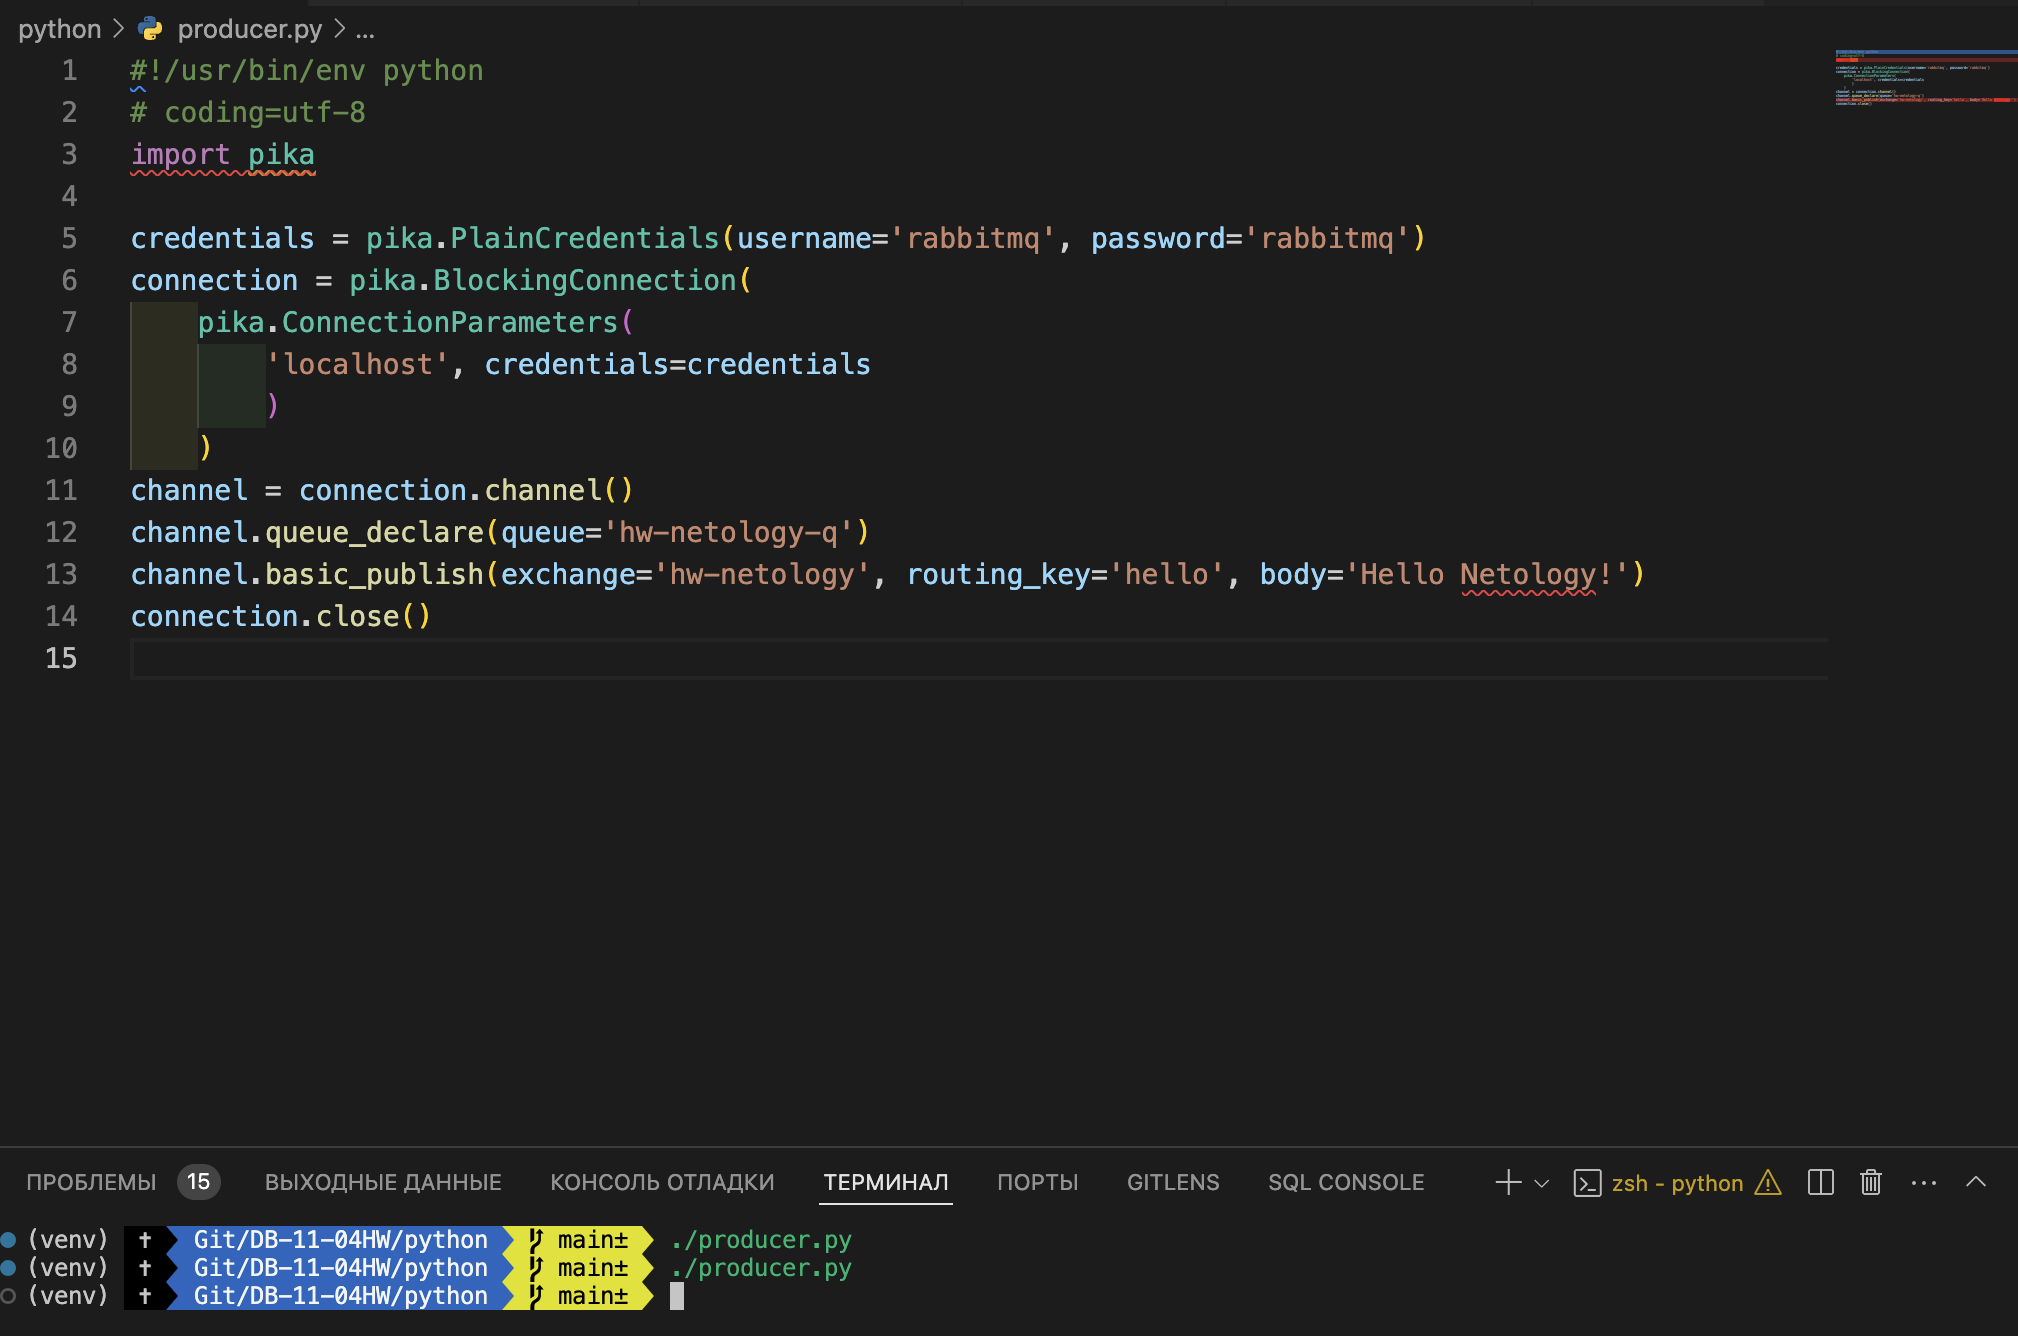 python > producer.py > ...
1 #!/usr/bin/env python
2 # coding=utf-8
3 import pika
4
5 credentials = pika.PlainCredentials(username='rabbitmq', password='rabbitmq')
6 connection = pika.BlockingConnection(
7     pika.ConnectionParameters(
8         'localhost', credentials=credentials
9         )
10     )
11 channel = connection.channel()
12 channel.queue_declare(queue='hw-netology-q')
13 channel.basic_publish(exchange='hw-netology', routing_key='hello', body='Hello Netology!')
14 connection.close()
15
ПРОБЛЕМЫ 15 ВЫХОДНЫЕ ДАННЫЕ КОНСОЛЬ ОТЛАДКИ ТЕРМИНАЛ ПОРТЫ GITLENS SQL CONSOLE zsh - python
(venv) ✝ Git/DB-11-04HW/python main± ./producer.py
(venv) ✝ Git/DB-11-04HW/python main± ./producer.py
(venv) ✝ Git/DB-11-04HW/python main±